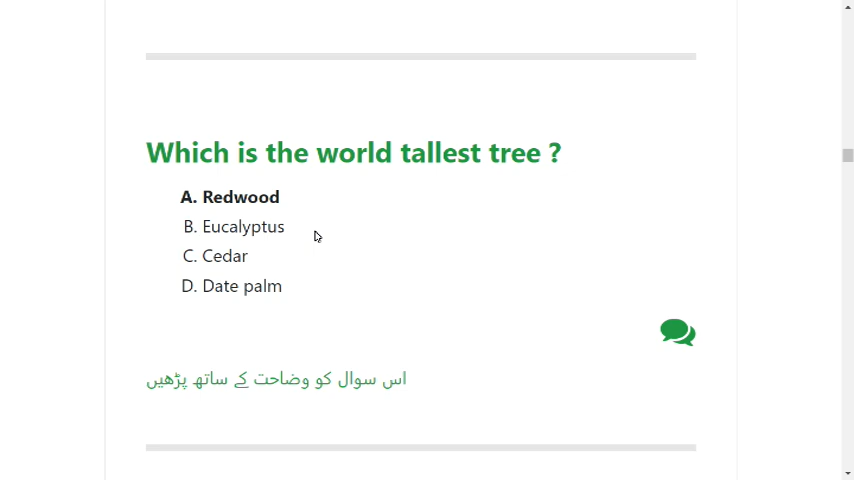 Which is the world tallest tree ?
A. Redwood
B. Eucalyptus
C. Cedar
D. Date palm
اس سوال کو وضاحت کے ساتھ پڑھیں